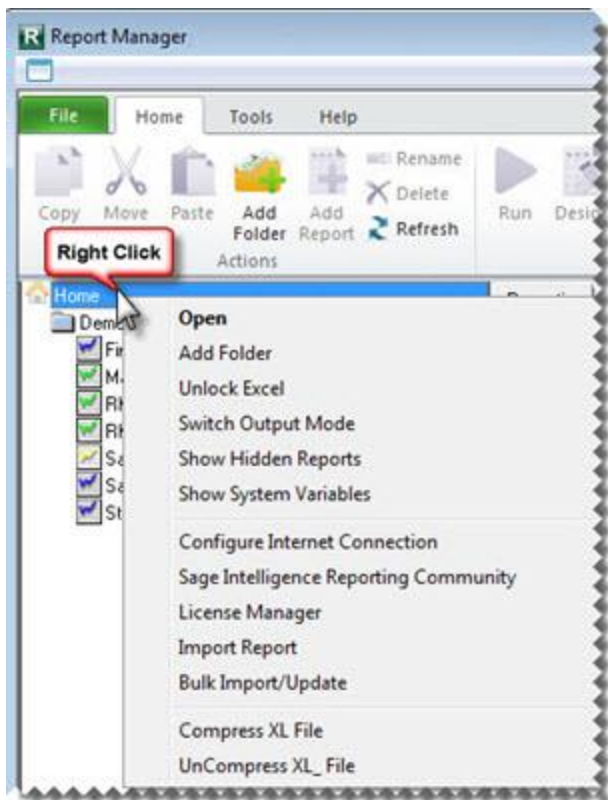 R Report Manager
File Home Tools Help
Copy Move Paste Add Folder Add Report Rename Delete Refresh Run
Actions
Right Click
Home
Open
Add Folder
Unlock Excel
Switch Output Mode
Show Hidden Reports
Show System Variables
Configure Internet Connection
Sage Intelligence Reporting Community
License Manager
Import Report
Bulk Import/Update
Compress XL File
UnCompress XL_ File